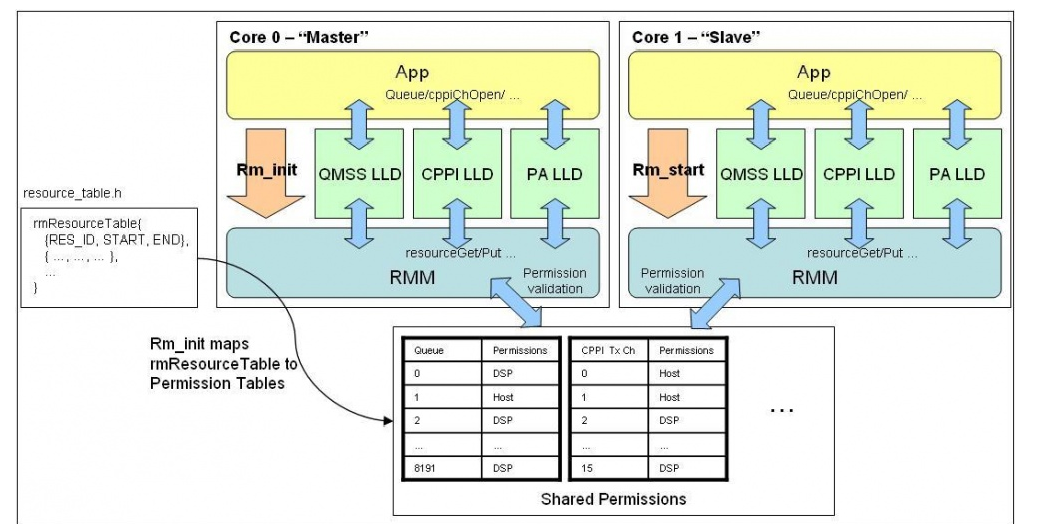 Core 0 – “Master”
App
Queue/cppiChOpen/ ...
Rm_init
QMSS LLD
CPPI LLD
PA LLD
resourceGet/Put ...
RMM
Permission
validation
Core 1 – “Slave”
App
Queue/cppiChOpen/ ...
Rm_start
QMSS LLD
CPPI LLD
PA LLD
resourceGet/Put ...
Permission
validation
RMM
resource_table.h
rmResourceTable{
{RES_ID, START, END},
{ ... , ... , ... },
...
}
Rm_init maps
rmResourceTable to
Permission Tables
Queue Permissions
0 DSP
1 Host
2 DSP
... ...
8191 DSP
CPPI Tx Ch Permissions
0 Host
1 Host
2 DSP
... ...
15 DSP
...
Shared Permissions